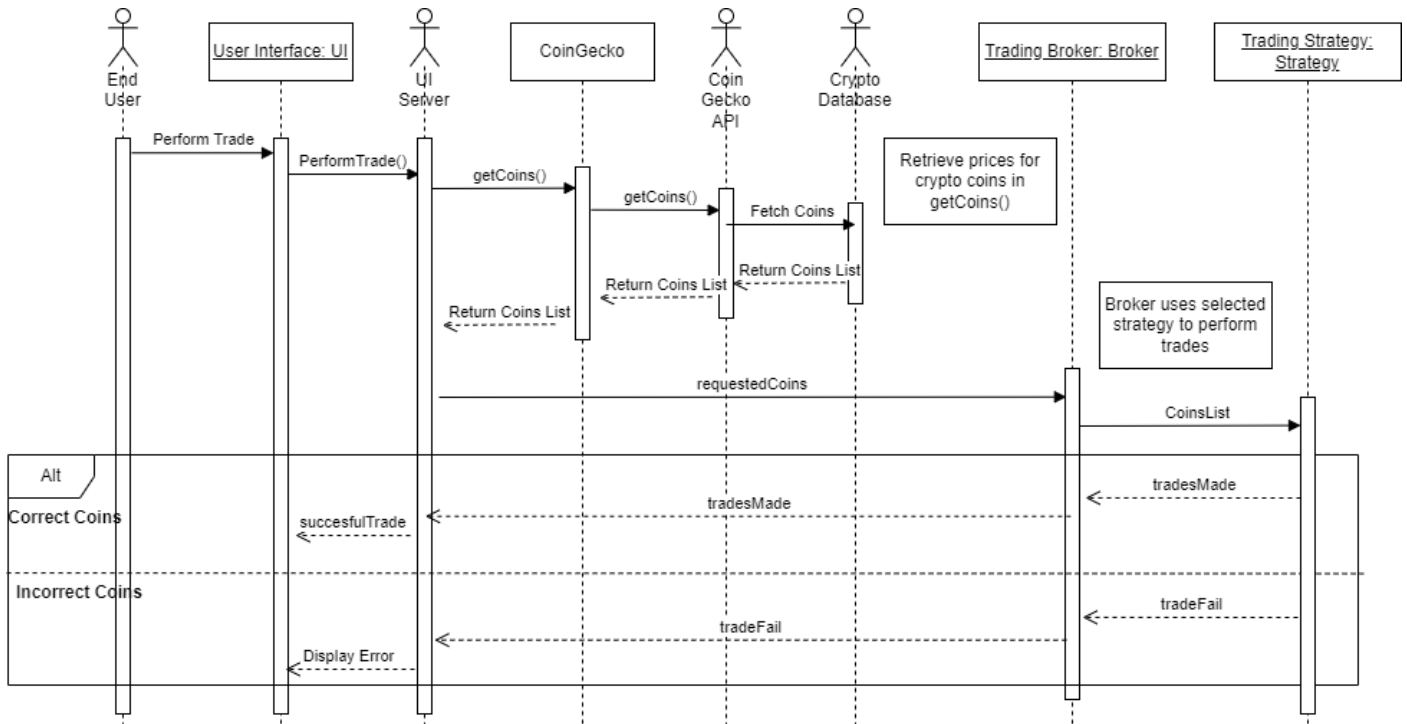 End
User
User Interface: UI
UI
Server
CoinGecko
Coin
Gecko
API
Crypto
Database
Trading Broker: Broker
Trading Strategy:
Strategy
Perform Trade
PerformTrade()
getCoins()
getCoins()
Fetch Coins
Retrieve prices for
crypto coins in
getCoins()
Return Coins List
Return Coins List
Return Coins List
Broker uses selected
strategy to perform
trades
requestedCoins
CoinsList
Alt
Correct Coins
tradesMade
tradesMade
succesfulTrade
Incorrect Coins
tradeFail
tradeFail
Display Error